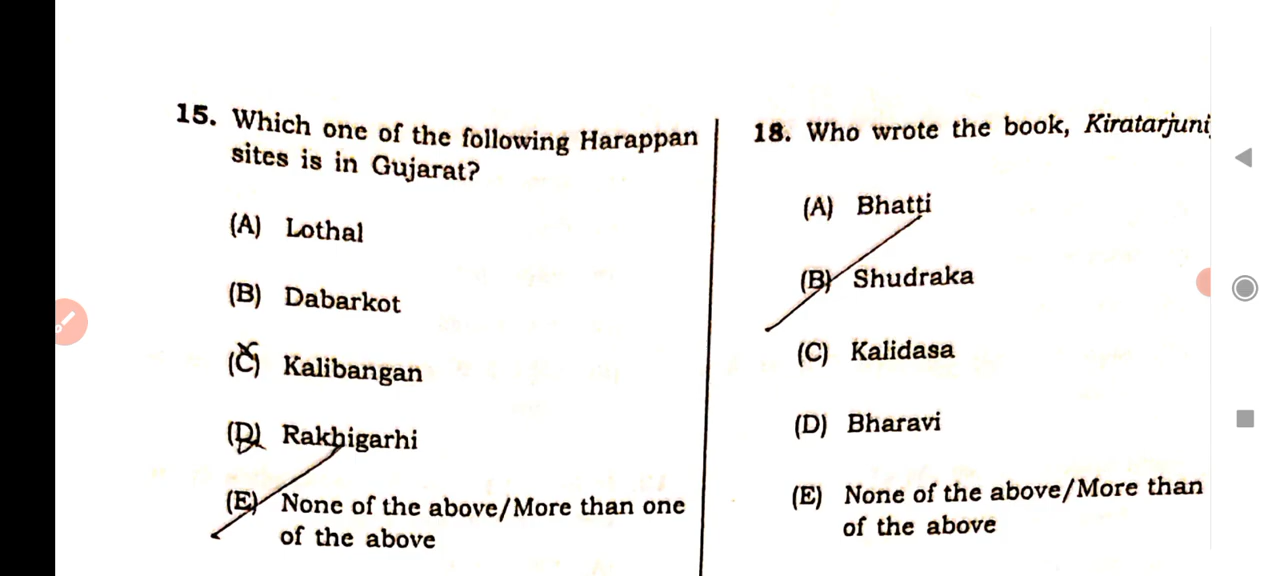 15. Which one of the following Harappan
sites is in Gujarat?
(A) Lothal
(B) Dabarkot
(C) Kalibangan
(D) Rakhigarhi
(E) None of the above/More than one
of the above
18. Who wrote the book, Kiratarjuni
(A) Bhatti
(B) Shudraka
(C) Kalidasa
(D) Bharavi
(E) None of the above/More than
of the above